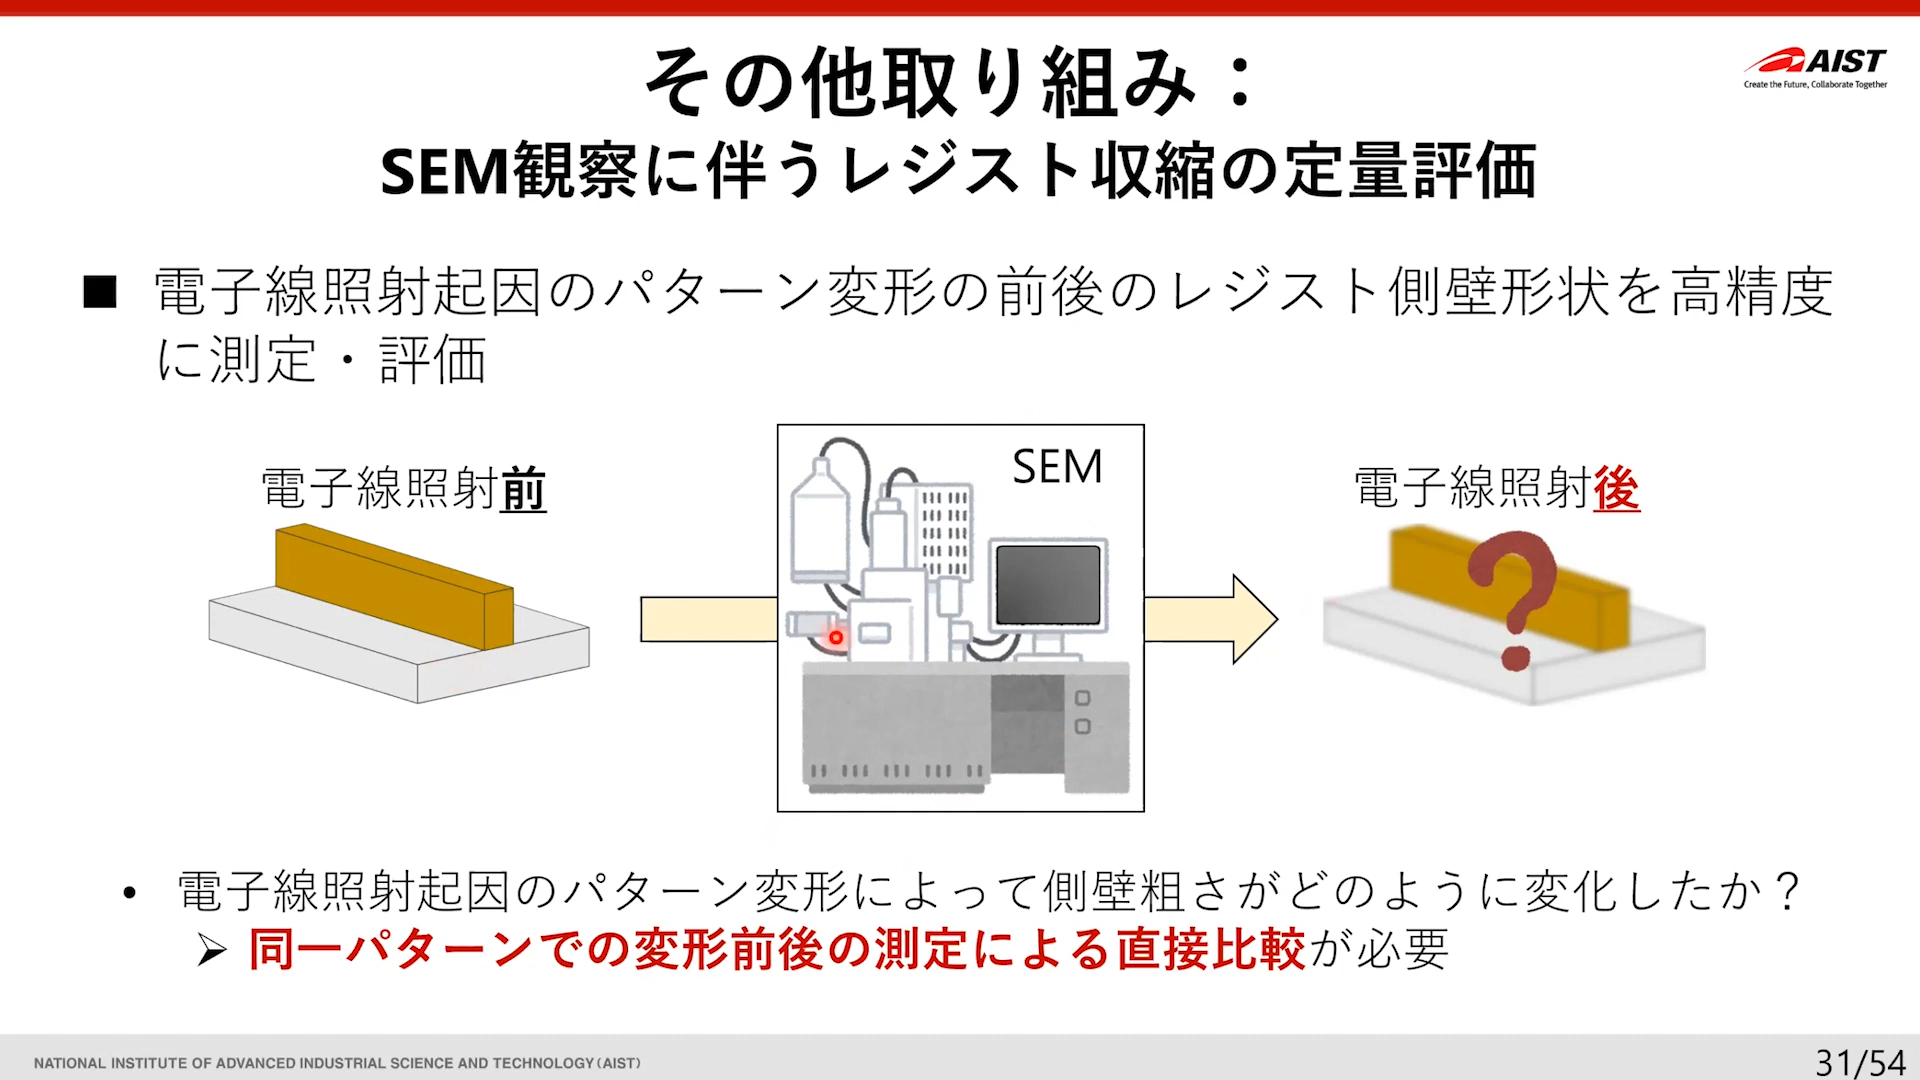 その他取り組み：
AIST
Create the Future, Collaborate Together
SEM観察に伴うレジスト収縮の定量評価
■ 電子線照射起因のパターン変形の前後のレジスト側壁形状を高精度
に測定・評価
電子線照射前
SEM
電子線照射後
?
• 電子線照射起因のパターン変形によって側壁粗さがどのように変化したか？
➢ 同一パターンでの変形前後の測定による直接比較が必要
NATIONAL INSTITUTE OF ADVANCED INDUSTRIAL SCIENCE AND TECHNOLOGY (AIST)
31/54